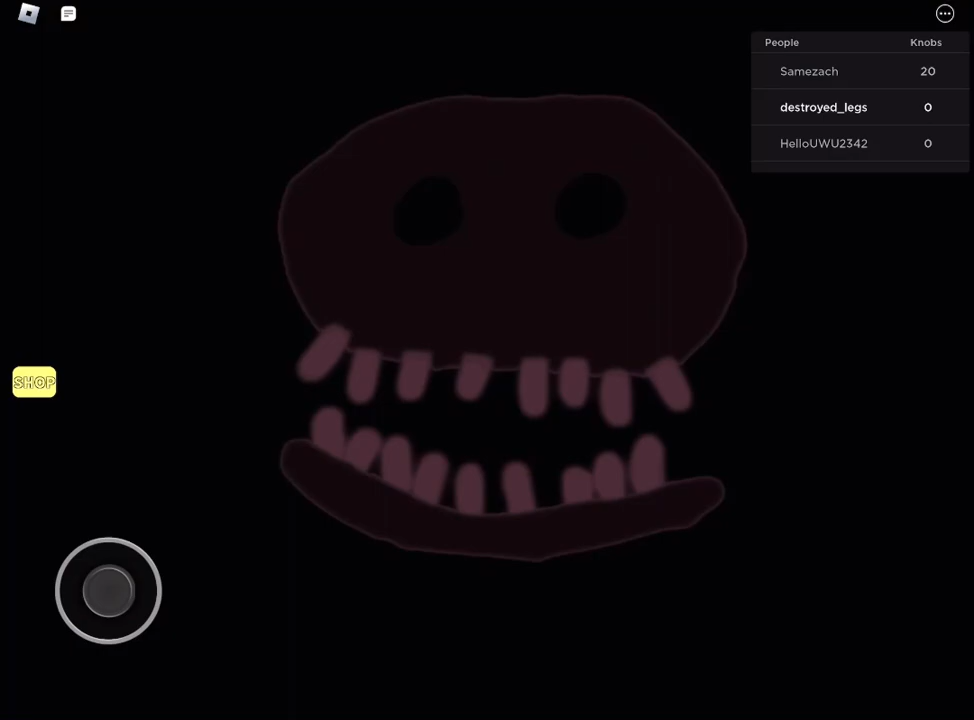 People Knobs
Samezach 20
destroyed_legs 0
HelloUWU2342 0
SHOP